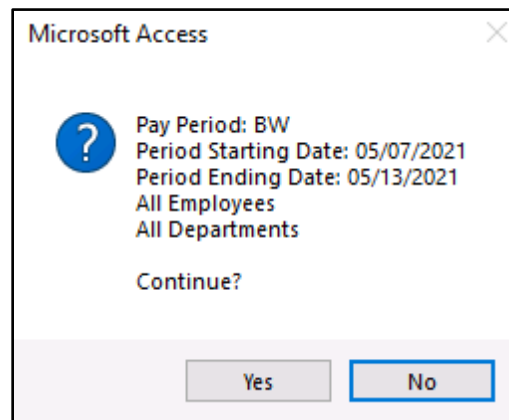 Microsoft Access
?
Pay Period: BW
Period Starting Date: 05/07/2021
Period Ending Date: 05/13/2021
All Employees
All Departments
Continue?
Yes
No